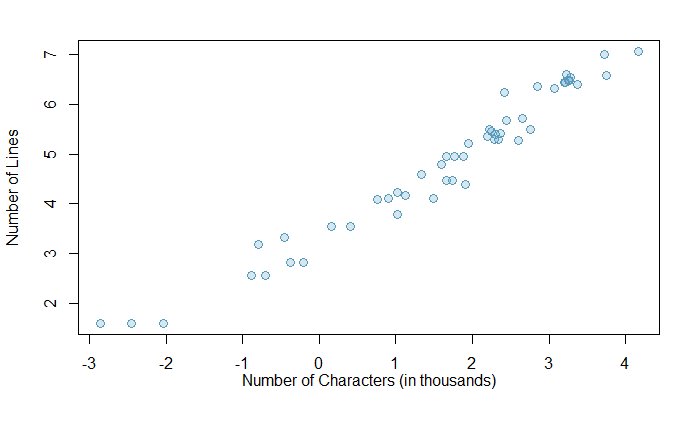 7
6
5
4
3
2
Number of Lines
-3 -2 -1 0 1 2 3 4
Number of Characters (in thousands)